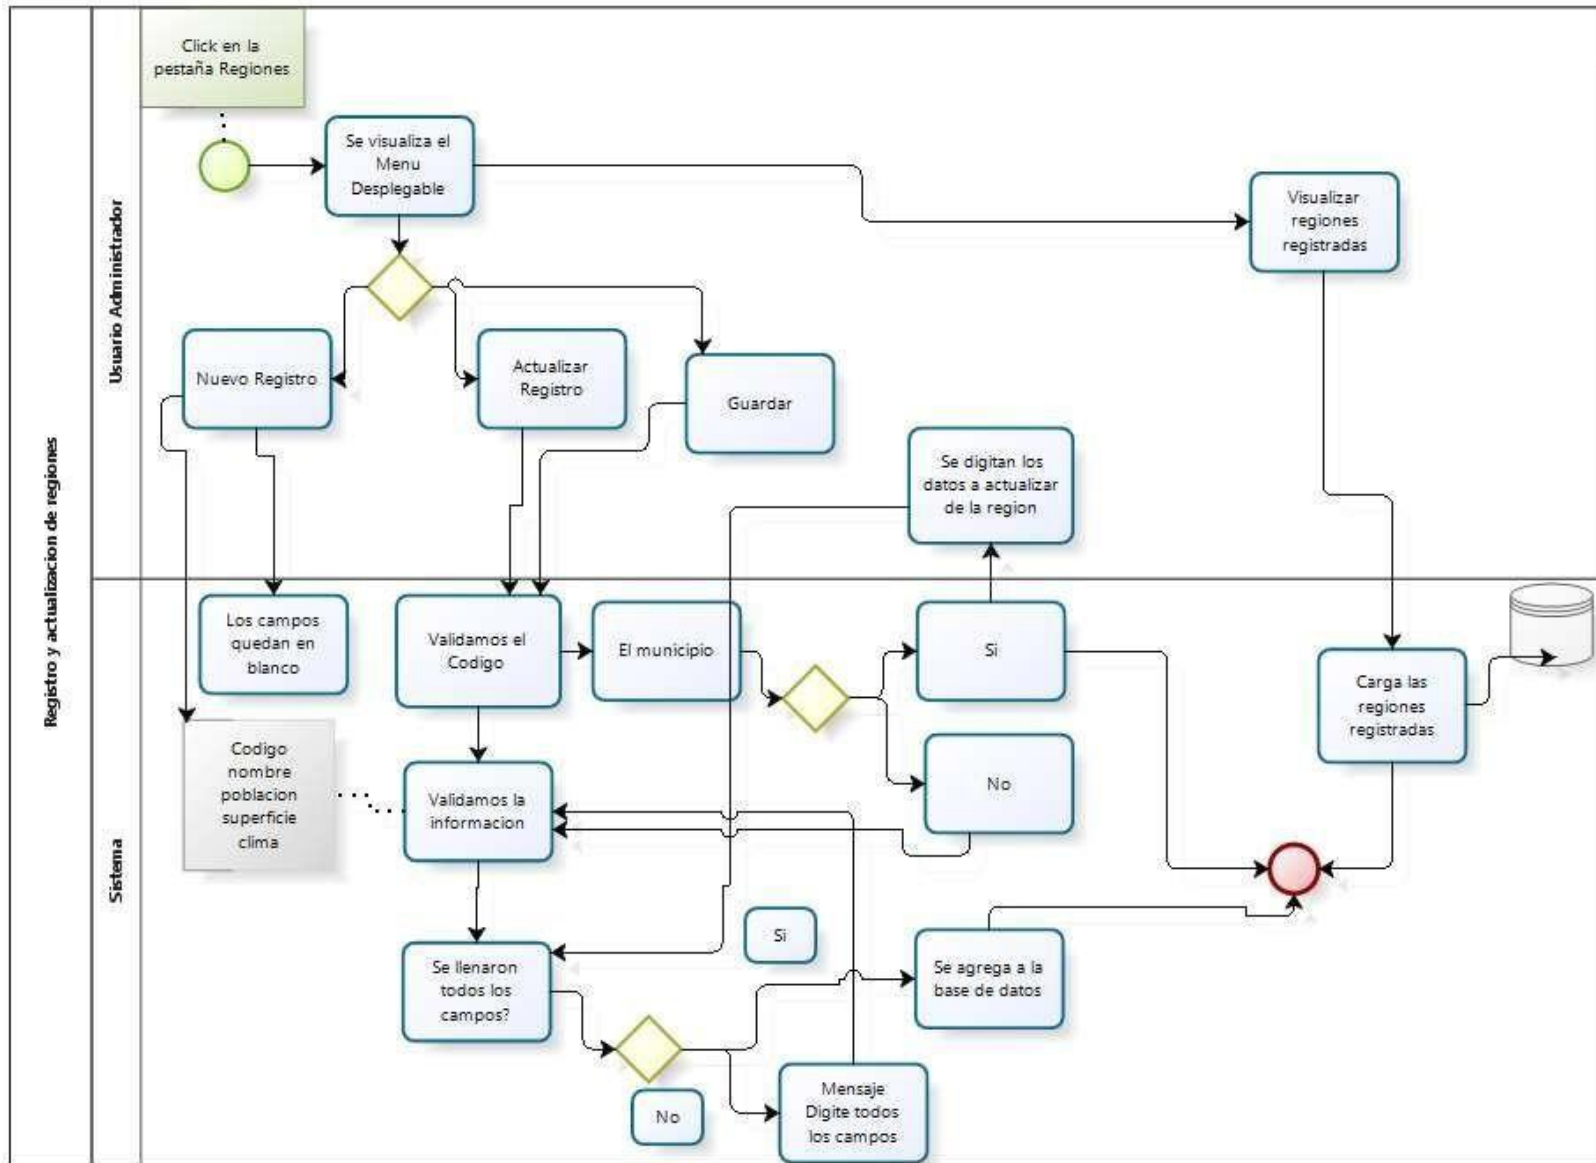 Registro y actualizacion de regiones
Usuario Administrador
Click en la
pestaña Regiones
Se visualiza el
Menu
Desplegable
Visualizar
regiones
registradas
Nuevo Registro
Actualizar
Registro
Guardar
Se digitan los
datos a actualizar
de la region
Sistema
Los campos
quedan en
blanco
Validamos el
Codigo
El municipio
Si
Carga las
regiones
registradas
No
Codigo
nombre
poblacion
superficie
clima
Validamos la
informacion
Si
Se llenaron
todos los
campos?
Se agrega a la
base de datos
No
Mensaje
Digite todos
los campos